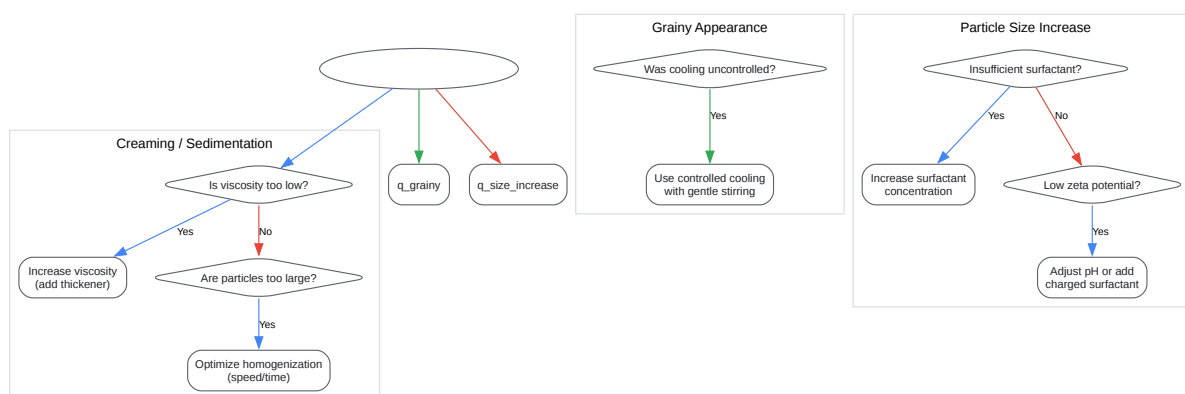 Grainy Appearance
Was cooling uncontrolled?
Yes
Use controlled cooling
with gentle stirring
Particle Size Increase
Insufficient surfactant?
Yes
No
Increase surfactant
concentration
Low zeta potential?
Yes
Adjust pH or add
charged surfactant
Creaming / Sedimentation
Is viscosity too low?
Yes
No
Increase viscosity
(add thickener)
Are particles too large?
Yes
Optimize homogenization
(speed/time)
q_grainy
q_size_increase